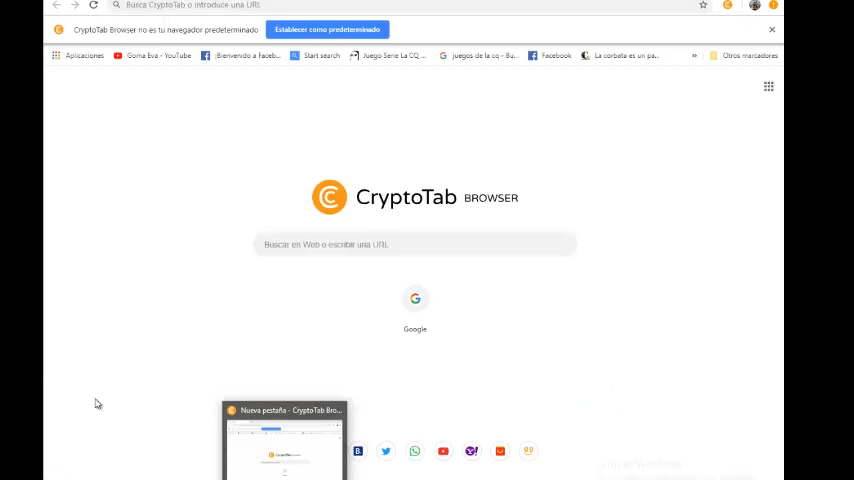 Busca CryptoTab o introduce una URL
CryptoTab Browser no es tu navegador predeterminado
Establecer como predeterminado
Aplicaciones
Goma Eva - YouTube
¡Bienvenido a Faceb...
Start search
Juego Serie La CQ ...
juegos de la cq - Bu...
Facebook
La corbata es un pa...
»
Otros marcadores
CryptoTab BROWSER
Buscar en Web o escribir una URL
Google
Nueva pestaña - CryptoTab Bro...